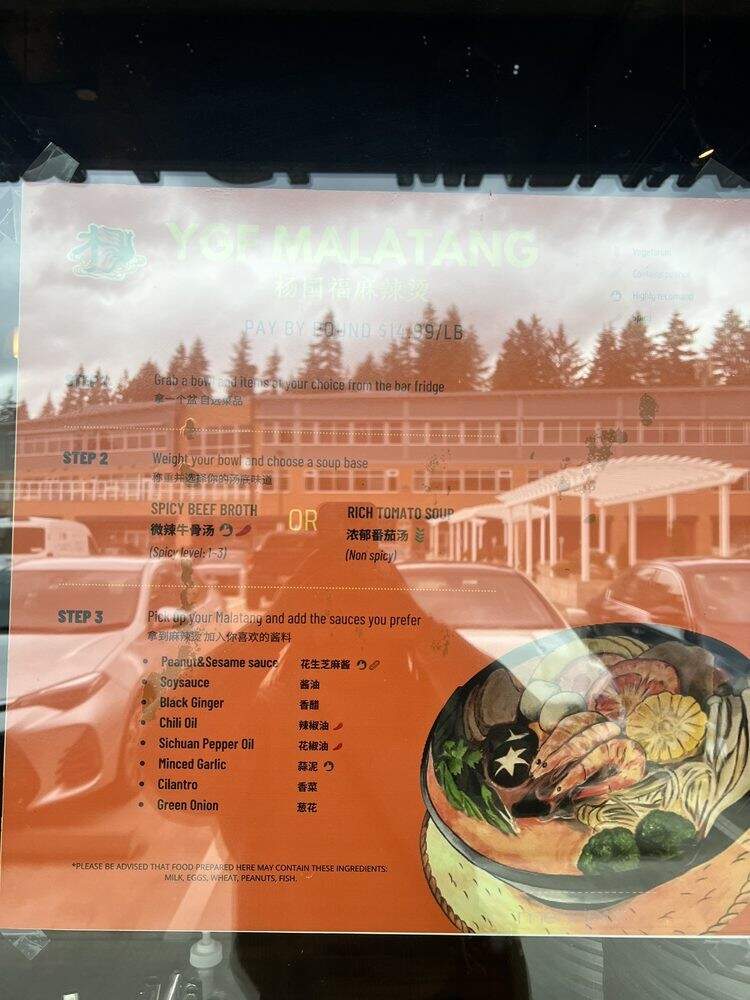 YGF MALATANG
杨国福麻辣烫
PAY BY POUND $14.99/LB
Vegetarian
Contains peanut
Highly recommend
Spicy
STEP 1
Grab a bowl and items at your choice from the bar fridge
拿一个盆 自选菜品
STEP 2
Weight your bowl and choose a soup base
称重并选择你的汤底味道
SPICY BEEF BROTH
微辣牛骨汤
(Spicy level: 1-3)
OR
RICH TOMATO SOUP
浓郁番茄汤
(Non spicy)
STEP 3
Pick up your Malatang and add the sauces you prefer
拿到麻辣烫 加入你喜欢的酱料
• Peanut&Sesame sauce 花生芝麻酱
• Soysauce 酱油
• Black Ginger 香醋
• Chili Oil 辣椒油
• Sichuan Pepper Oil 花椒油
• Minced Garlic 蒜泥
• Cilantro 香菜
• Green Onion 葱花
*PLEASE BE ADVISED THAT FOOD PREPARED HERE MAY CONTAIN THESE INGREDIENTS:
MILK, EGGS, WHEAT, PEANUTS, FISH.